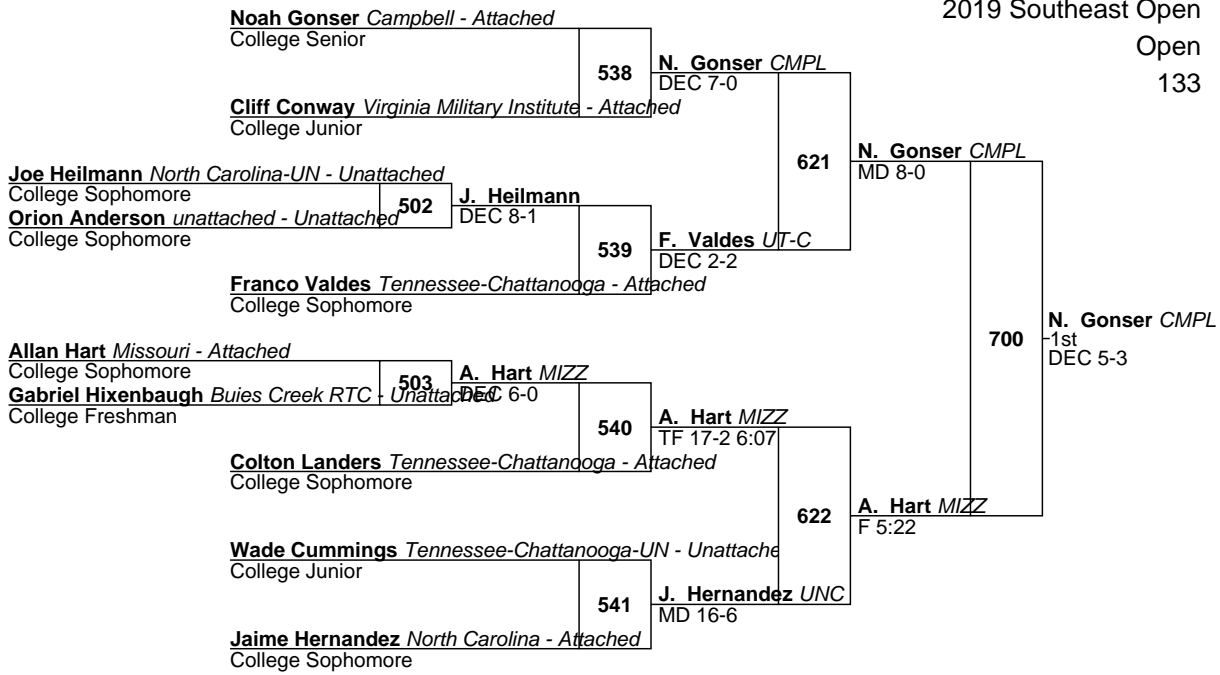 2019 Southeast Open
Open
133
Noah Gonser Campbell - Attached
College Senior
538
N. Gonser CMPL
DEC 7-0
Cliff Conway Virginia Military Institute - Attached
College Junior
621
N. Gonser CMPL
MD 8-0
Joe Heilmann North Carolina-UN - Unattached
College Sophomore
502
J. Heilmann
DEC 8-1
Orion Anderson unattached - Unattached
College Sophomore
539
F. Valdes UT-C
DEC 2-2
Franco Valdes Tennessee-Chattanooga - Attached
College Sophomore
700
N. Gonser CMPL
1st
DEC 5-3
Allan Hart Missouri - Attached
College Sophomore
503
A. Hart MIZZ
DEC 6-0
Gabriel Hixenbaugh Buies Creek RTC - Unattached
College Freshman
540
A. Hart MIZZ
TF 17-2 6:07
Colton Landers Tennessee-Chattanooga - Attached
College Sophomore
622
A. Hart MIZZ
F 5:22
Wade Cummings Tennessee-Chattanooga-UN - Unattache
College Junior
541
J. Hernandez UNC
MD 16-6
Jaime Hernandez North Carolina - Attached
College Sophomore